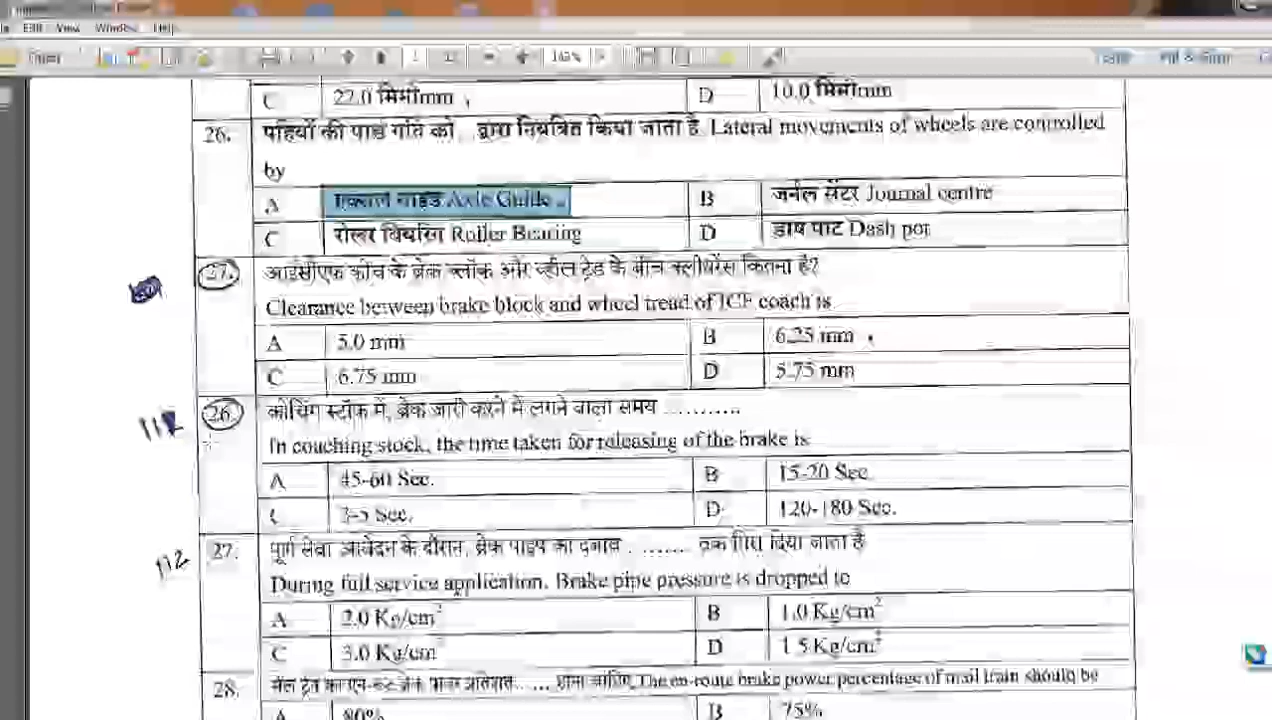 Edit View Window Help
143%
C 22.0 मिमीmm D 10.0 मिमीmm
26. पहियों की पार्श्व गति को द्वारा नियंत्रित किया जाता है Lateral movements of wheels are controlled
by
A एक्सल गाइड Axle Guide B जर्नल सेंटर Journal centre
C रोलर बियरिंग Roller Bearing D डाष पाट Dash pot
27. आईसीएफ कोच के ब्रेक ब्लॉक और व्हील ट्रेड के बीच क्लीयरेंस कितना है?
Clearance between brake block and wheel tread of ICF coach is
A 5.0 mm B 6.25 mm
C 6.75 mm D 5.75 mm
112 26. कोचिंग स्टॉक में, ब्रेक जारी करने में लगने वाला समय ..........
In couching stock, the time taken for releasing of the brake is
A 45-60 Sec. B 15-20 Sec.
C 3-5 Sec. D 120-180 Sec.
112 27. पूर्ण सेवा आवेदन के दौरान, ब्रेक पाइप का दबाव ....... तक गिरा दिया जाता है
During full service application, Brake pipe pressure is dropped to
A 2.0 Kg/cm² B 1.0 Kg/cm²
C 3.0 Kg/cm² D 1.5 Kg/cm²
28. The en-route brake power percentage of mail train should be
A 80% B 75%